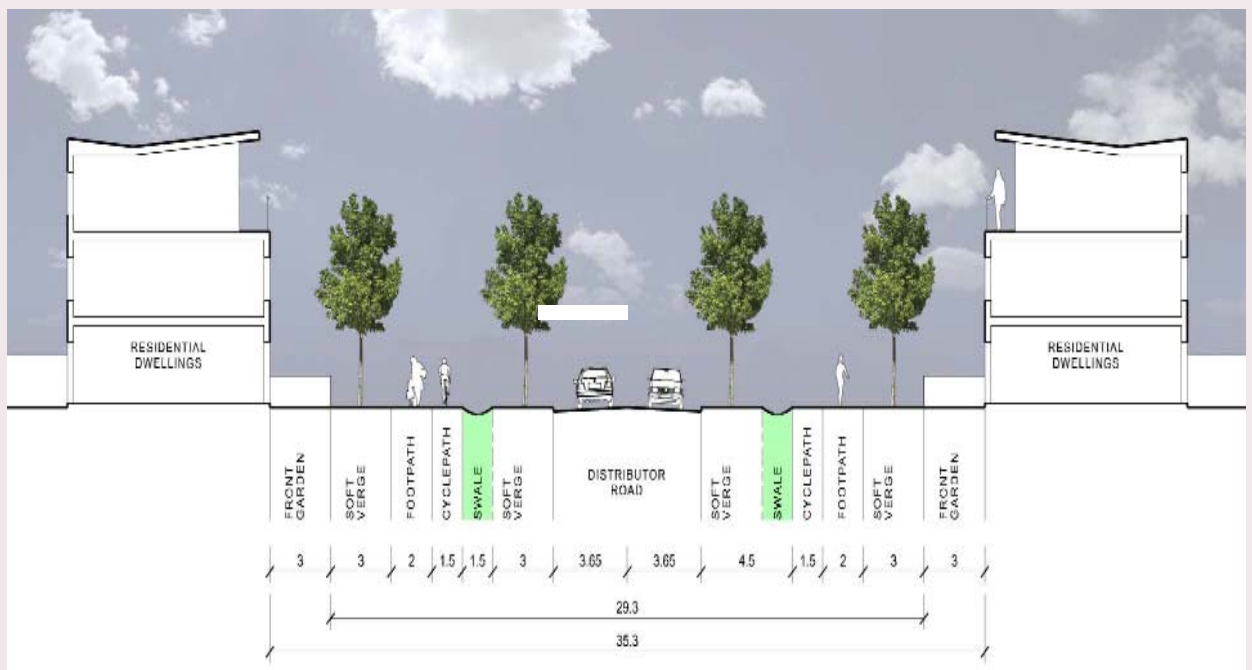 RESIDENTIAL
DWELLINGS
RESIDENTIAL
DWELLINGS
FRONT
GARDEN
SOFT
VERGE
FOOTPATH
CYCLEPATH
SWALE
SOFT
VERGE
DISTRIBUTOR
ROAD
SOFT
VERGE
SWALE
CYCLEPATH
FOOTPATH
SOFT
VERGE
FRONT
GARDEN
3 3 2 1.5 1.5 3 3.65 3.65 4.5 1.5 2 3 3
29.3
35.3